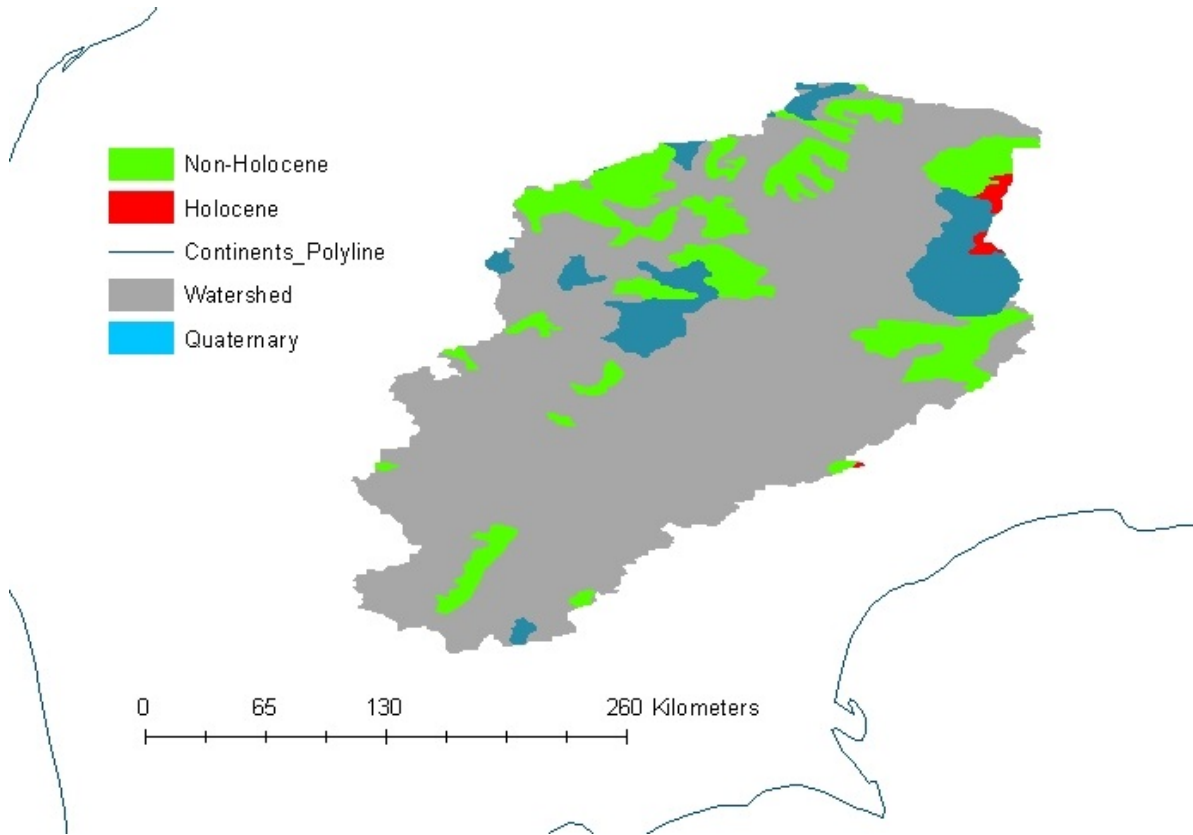 Non-Holocene
Holocene
Continents_Polyline
Watershed
Quaternary
0 65 130 260 Kilometers